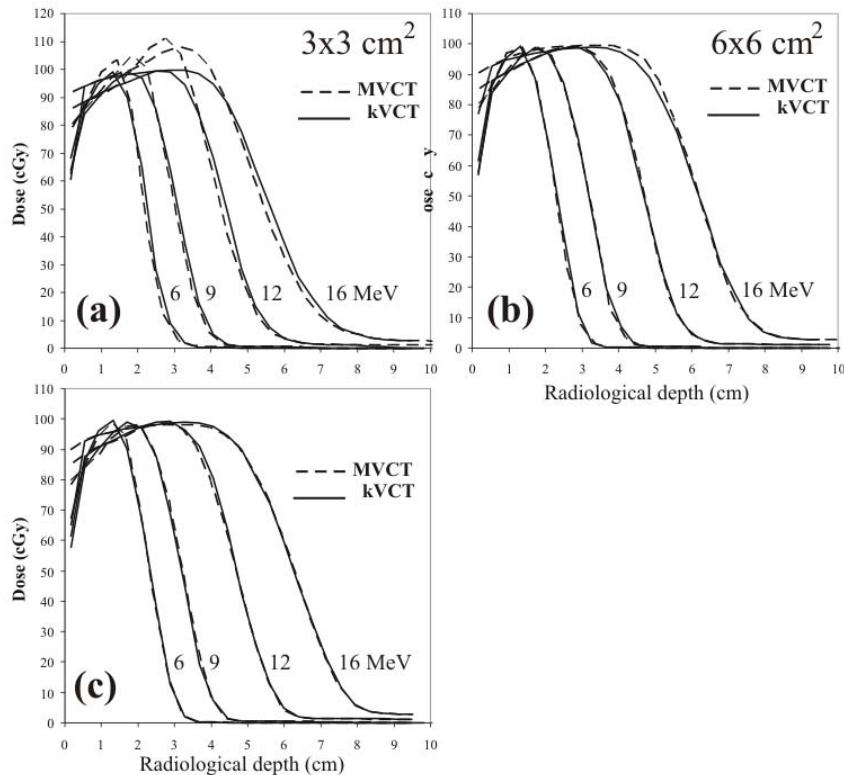 120
110
100
90
80
70
60
50
40
30
20
10
0
Dose (cGy)
3x3 cm²
MVCT
kVCT
(a)
6
9
12
16 MeV
0 1 2 3 4 5 6 7 8 9 10
110
100
90
80
70
60
50
40
30
20
10
0
ose c y
6x6 cm²
MVCT
kVCT
(b)
6
9
12
16 MeV
0 1 2 3 4 5 6 7 8 9 10
Radiological depth (cm)
110
100
90
80
70
60
50
40
30
20
10
0
Dose (cGy)
MVCT
kVCT
(c)
6
9
12
16 MeV
0 1 2 3 4 5 6 7 8 9 10
Radiological depth (cm)